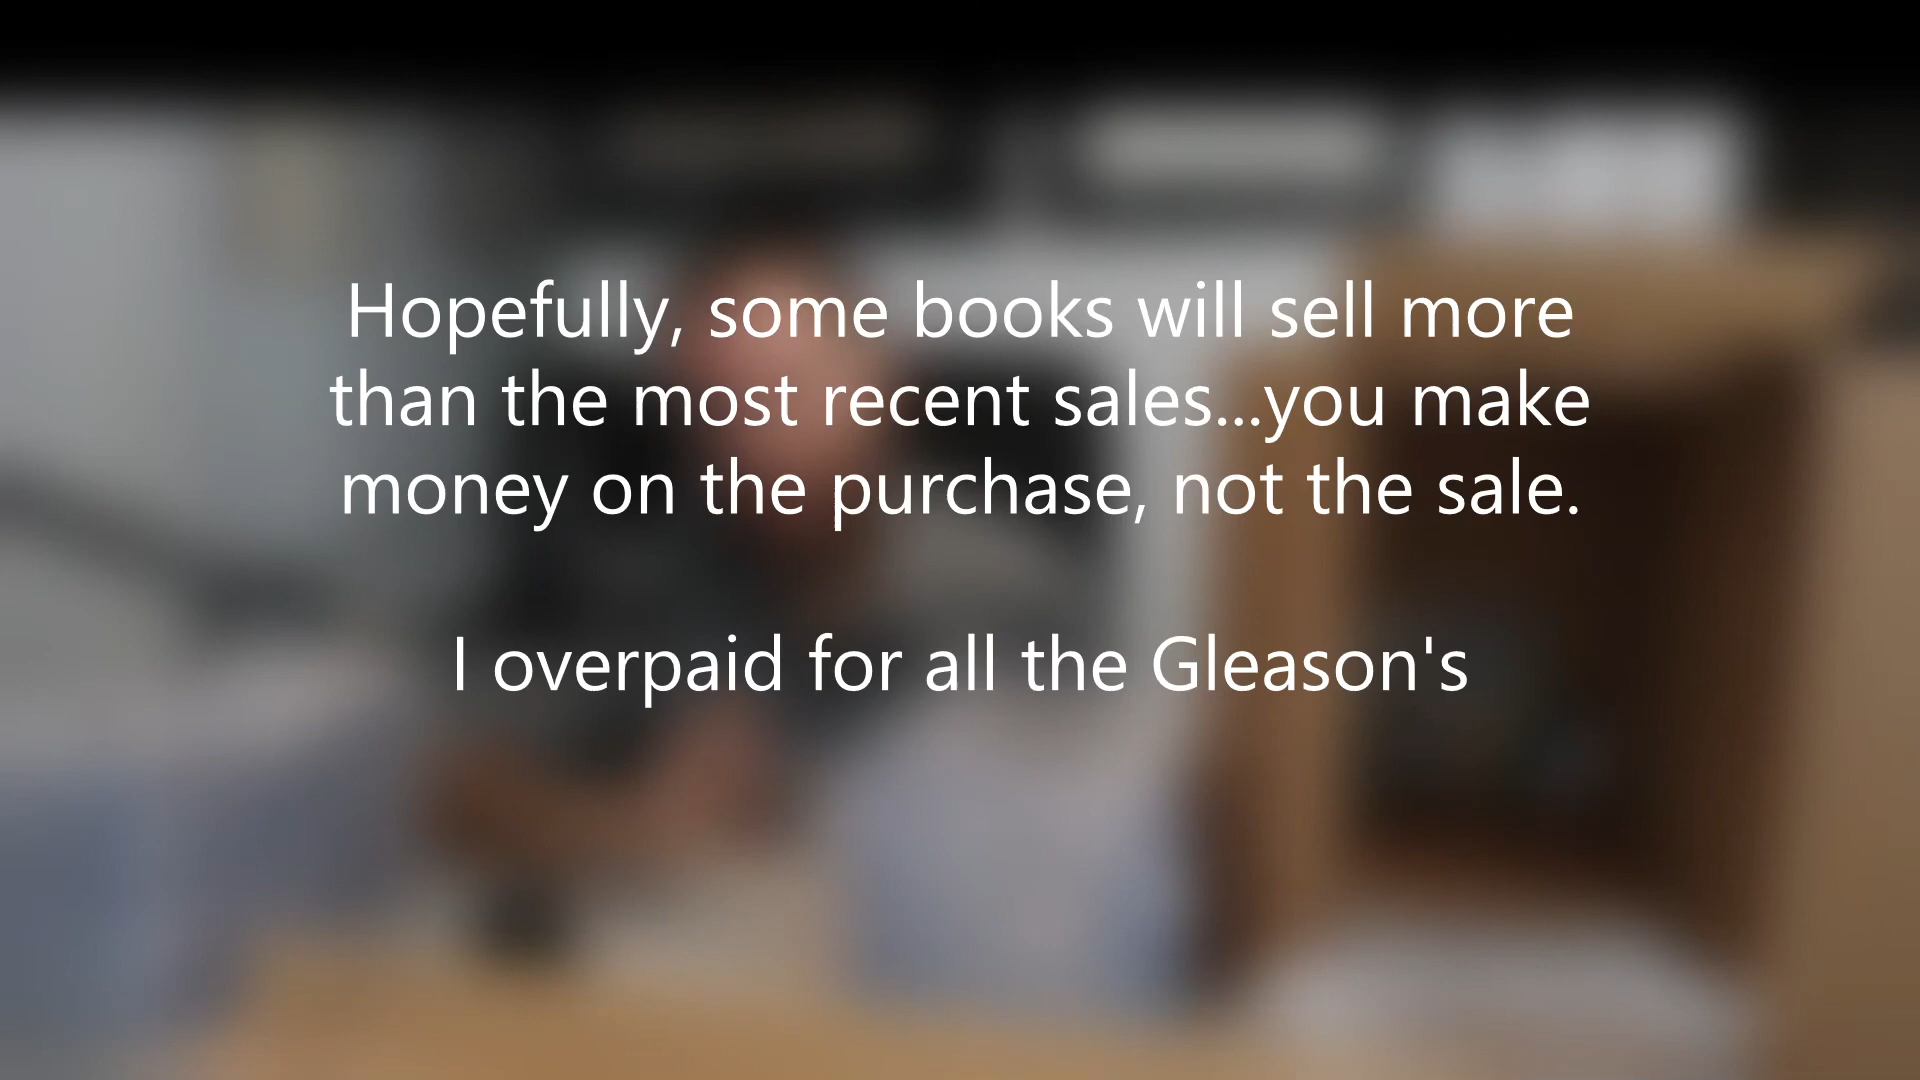 Hopefully, some books will sell more
than the most recent sales...you make
money on the purchase, not the sale.
I overpaid for all the Gleason's